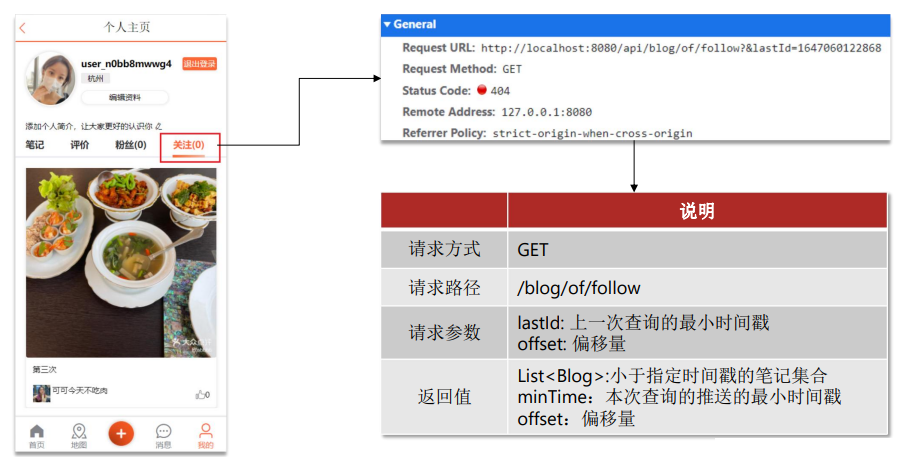 个人主页
user_n0bb8mwwg4
退出登录
杭州
编辑资料
添加个人简介，让大家更好的认识你
笔记 评价 粉丝(0) 关注(0)
大众点评
第三次
可可今天不吃肉
0
首页 地图 消息 我的
General
Request URL: http://localhost:8080/api/blog/of/follow?&lastId=1647060122868
Request Method: GET
Status Code: 404
Remote Address: 127.0.0.1:8080
Referrer Policy: strict-origin-when-cross-origin
说明
请求方式 GET
请求路径 /blog/of/follow
请求参数 lastId: 上一次查询的最小时间戳
offset: 偏移量
返回值 List<Blog>:小于指定时间戳的笔记集合
minTime：本次查询的推送的最小时间戳
offset：偏移量